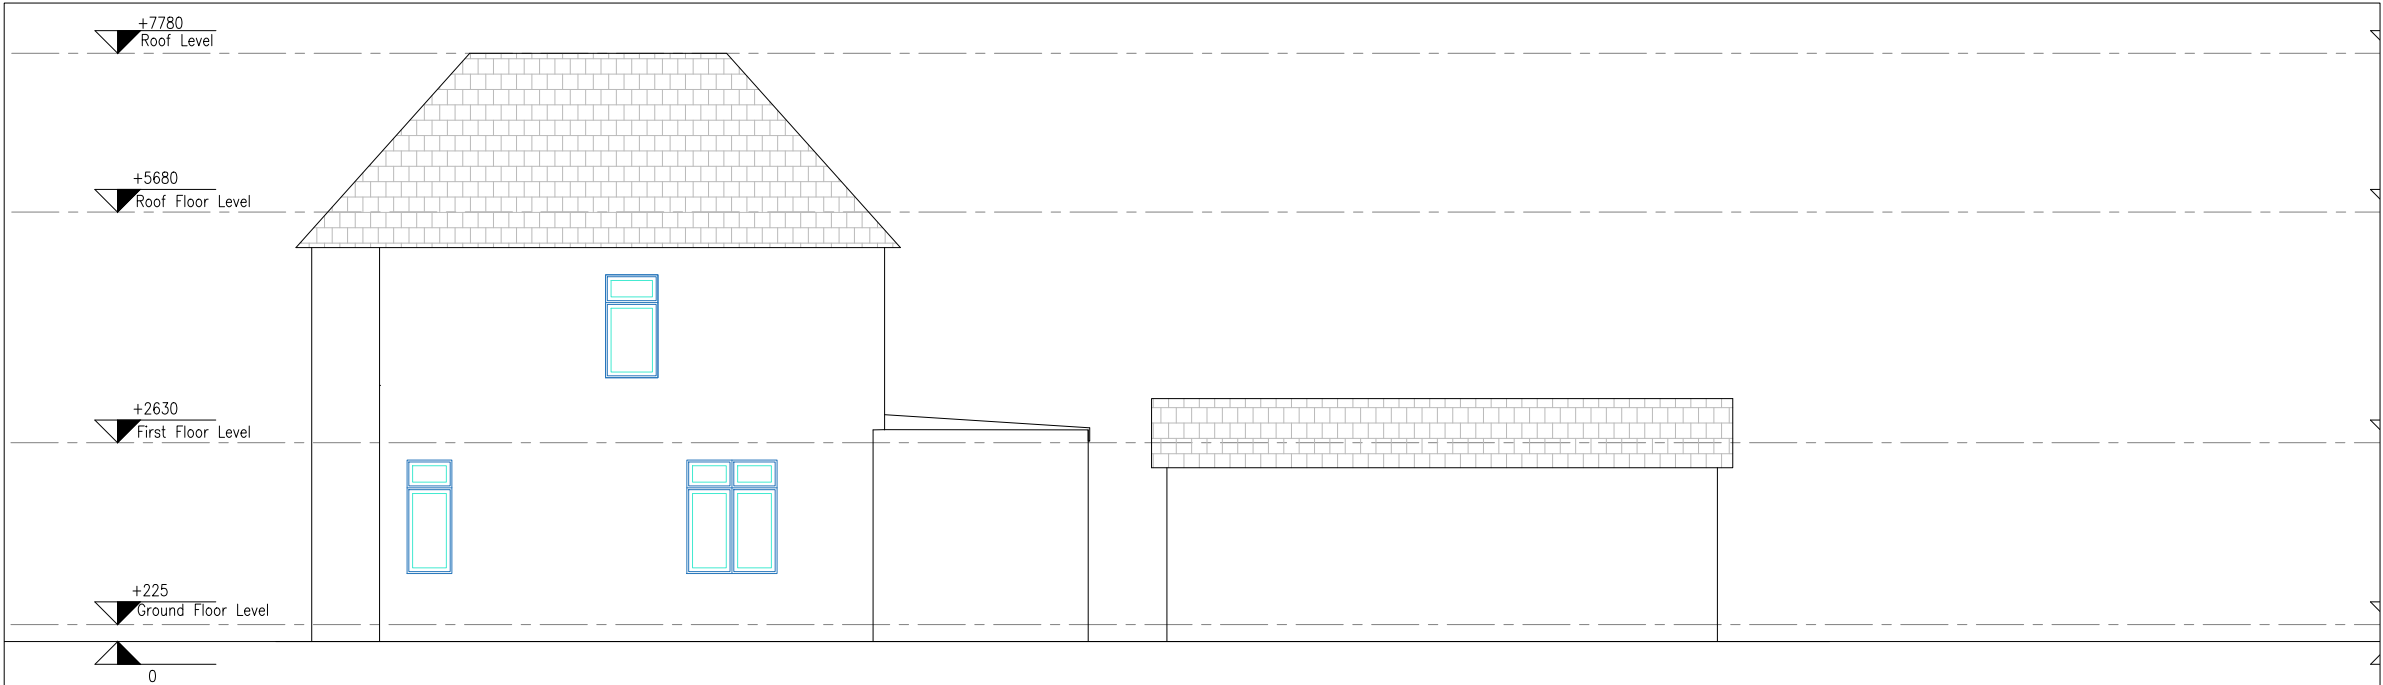 +7780
Roof Level
+5680
Roof Floor Level
+2630
First Floor Level
+225
Ground Floor Level
0